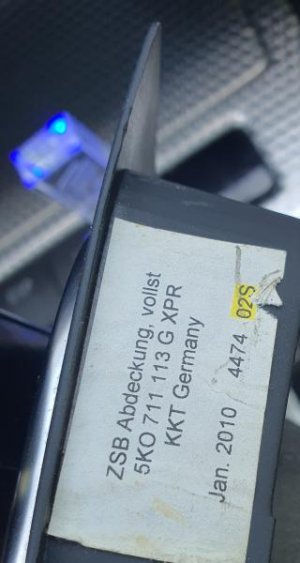 ZSB Abdeckung, vollst
5KO 711 113 G XPR
KKT Germany
Jan. 2010 4474 02S